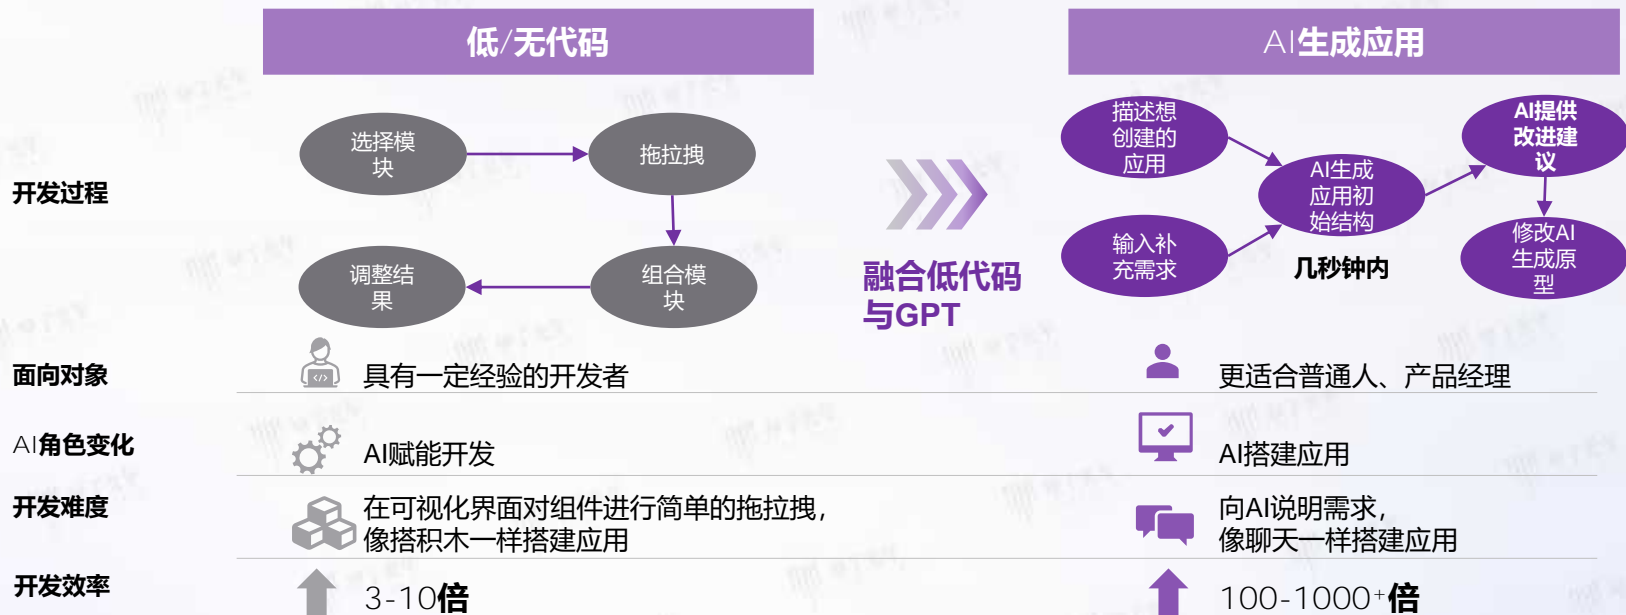 低/无代码
AI生成应用
开发过程
选择模
块
拖拉拽
调整结
果
组合模
块
融合低代码
与GPT
描述想
创建的
应用
输入补
充需求
AI生成
应用初
始结构
几秒钟内
AI提供
改进建
议
修改AI
生成原
型
面向对象
具有一定经验的开发者
更适合普通人、产品经理
AI角色变化
AI赋能开发
AI搭建应用
开发难度
在可视化界面对组件进行简单的拖拉拽，
像搭积木一样搭建应用
向AI说明需求，
像聊天一样搭建应用
开发效率
3-10倍
100-1000+倍